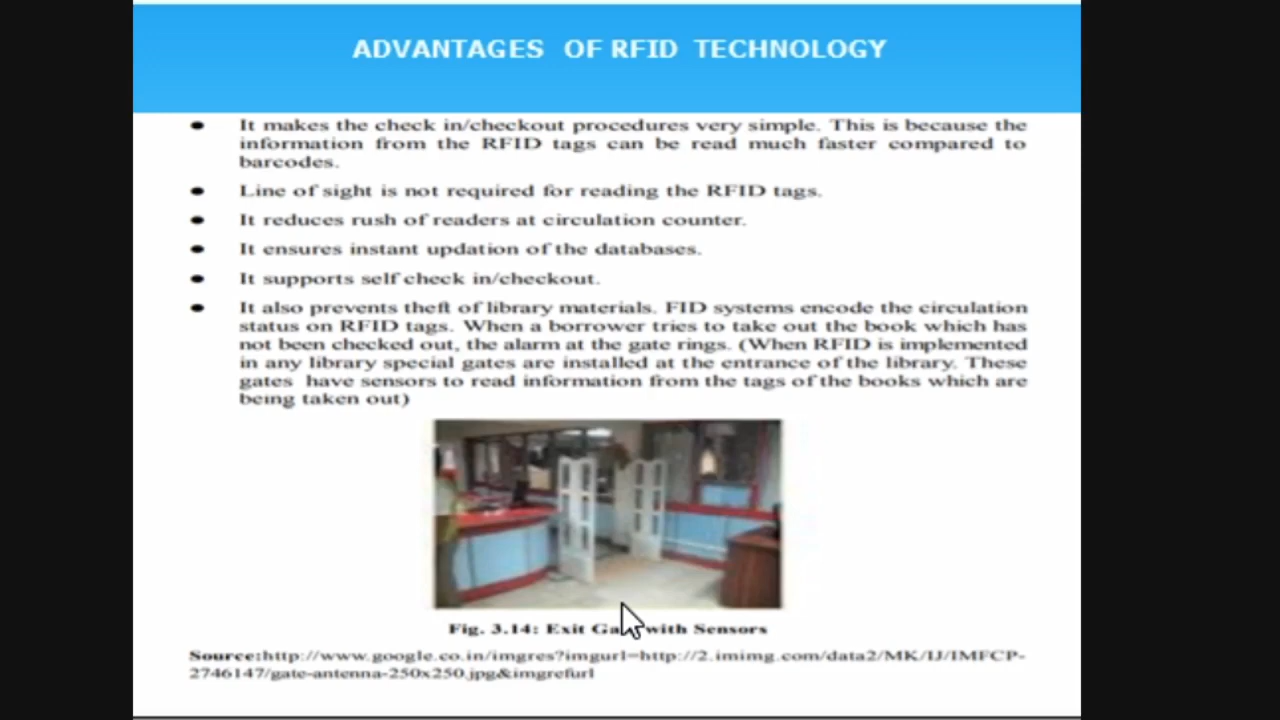 ADVANTAGES OF RFID TECHNOLOGY
● It makes the check in/checkout procedures very simple. This is because the
information from the RFID tags can be read much faster compared to
barcodes.
● Line of sight is not required for reading the RFID tags.
● It reduces rush of readers at circulation counter.
● It ensures instant updation of the databases.
● It supports self check in/checkout.
● It also prevents theft of library materials. FID systems encode the circulation
status on RFID tags. When a borrower tries to take out the book which has
not been checked out, the alarm at the gate rings. (When RFID is implemented
in any library special gates are installed at the entrance of the library. These
gates have sensors to read information from the tags of the books which are
being taken out)
Fig. 3.14: Exit with Sensors
Source:http://www.google.co.in/imgres?imgurl=http://2.imimg.com/data2/MK/IJ/IMFCP-
2746147/gate-antenna-250x250.jpg&imgrefurl